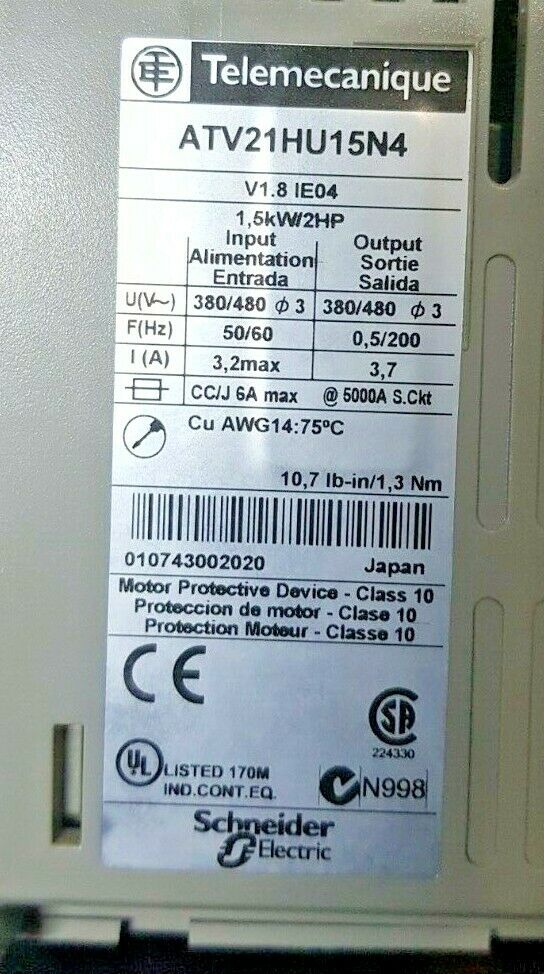 Telemecanique
ATV21HU15N4
V1.8 IE04
1,5kW/2HP
Input Output
Alimentation Sortie
Entrada Salida
U(V~) 380/480 ϕ 3 380/480 ϕ 3
F(Hz) 50/60 0,5/200
I (A) 3,2max 3,7
CC/J 6A max @ 5000A S.Ckt
Cu AWG14:75ºC
10,7 lb-in/1,3 Nm
010743002020 Japan
Motor Protective Device - Class 10
Proteccion de motor - Clase 10
Protection Moteur - Classe 10
CE
SA
224330
UL LISTED 170M
IND.CONT.EQ.
N998
Schneider
Electric